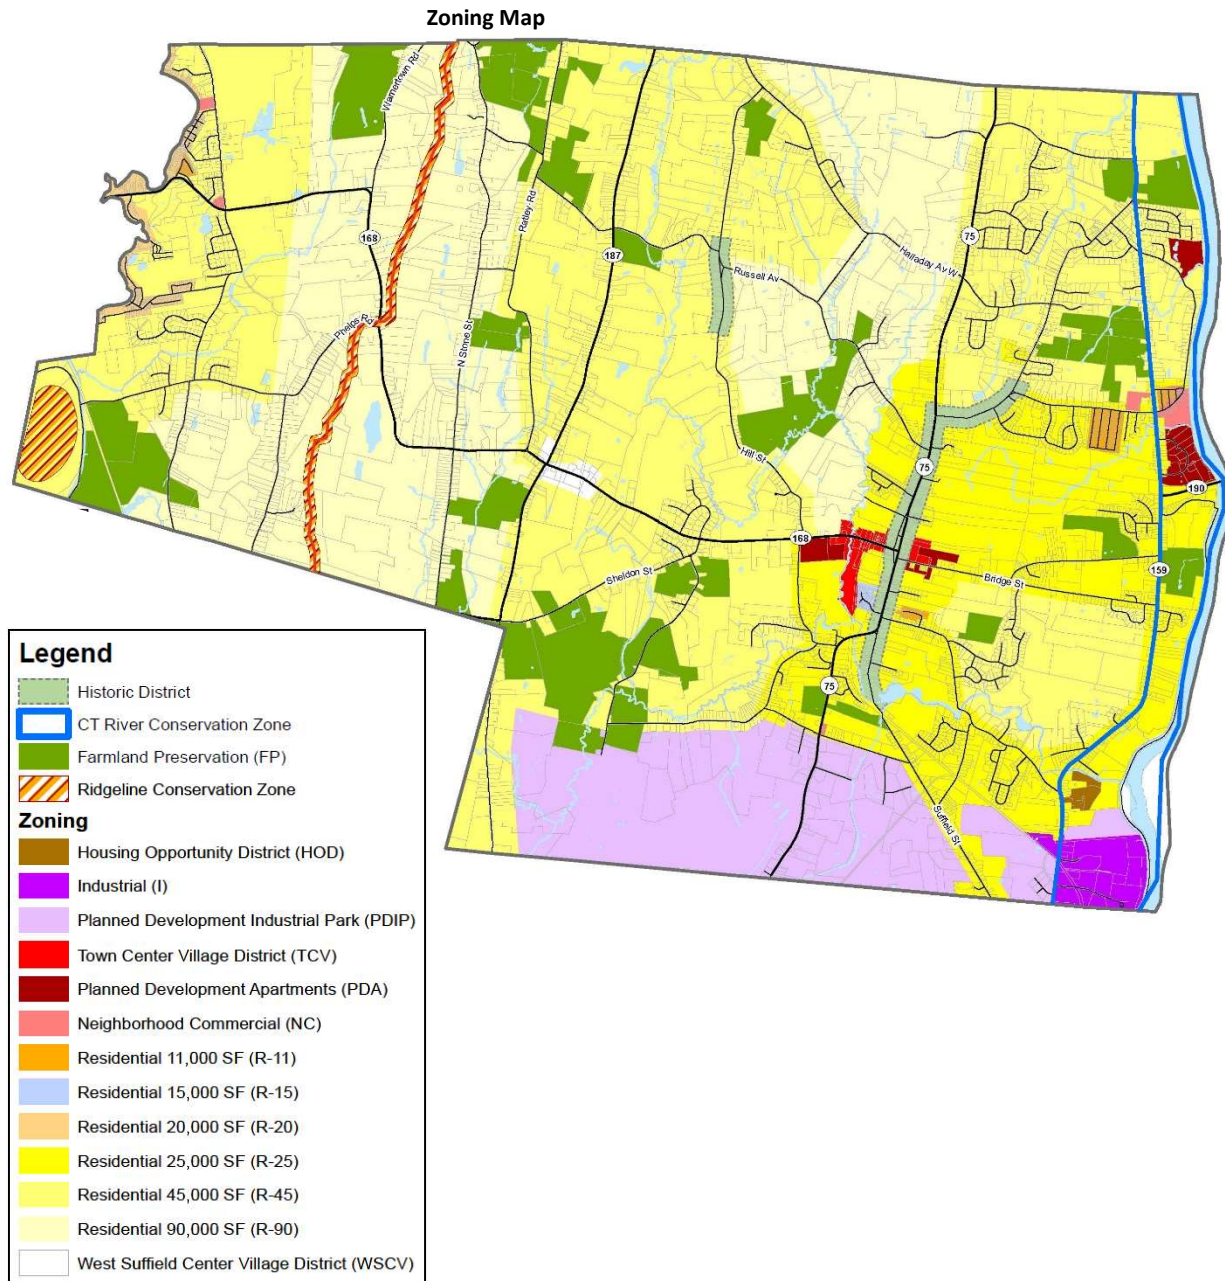 Zoning Map
Warnertown Rd
168
Ratley Rd
187
75
Halladay Av W
Russell Av
Phelps Rd
N Stone St
Hill St
75
190
168
Sheldon St
Bridge St
159
75
Suffield St
Legend
Historic District
CT River Conservation Zone
Farmland Preservation (FP)
Ridgeline Conservation Zone
Zoning
Housing Opportunity District (HOD)
Industrial (I)
Planned Development Industrial Park (PDIP)
Town Center Village District (TCV)
Planned Development Apartments (PDA)
Neighborhood Commercial (NC)
Residential 11,000 SF (R-11)
Residential 15,000 SF (R-15)
Residential 20,000 SF (R-20)
Residential 25,000 SF (R-25)
Residential 45,000 SF (R-45)
Residential 90,000 SF (R-90)
West Suffield Center Village District (WSCV)